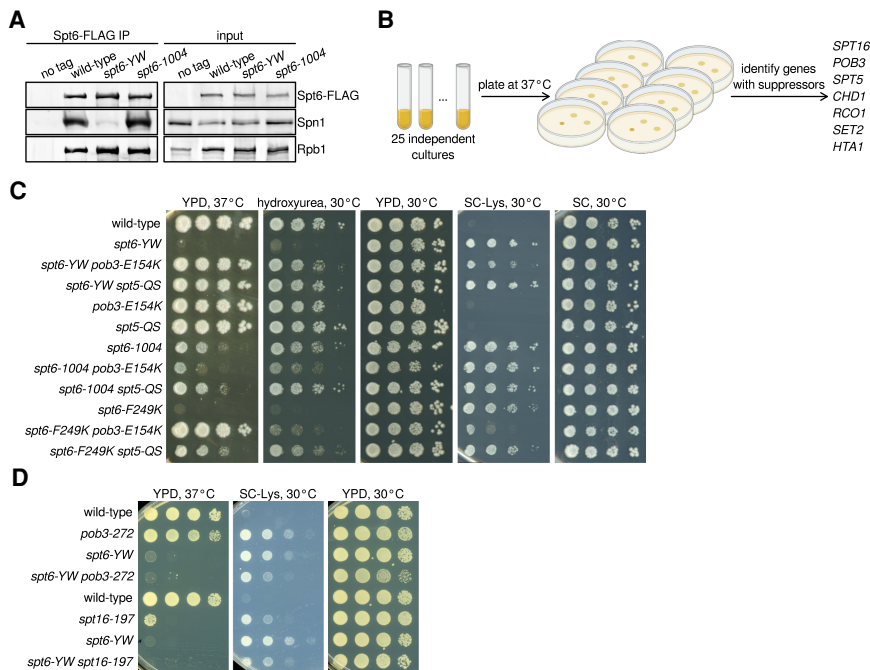 A
Spt6-FLAG IP
input
no tag
wild-type
spt6-YW
spt6-1004
no tag
wild-type
spt6-YW
spt6-1004
Spt6-FLAG
Spn1
Rpb1
B
...
25 independent
cultures
plate at 37°C
identify genes
with suppressors
SPT16
POB3
SPT5
CHD1
RCO1
SET2
HTA1
C
YPD, 37°C
hydroxyurea, 30°C
YPD, 30°C
SC-Lys, 30°C
SC, 30°C
wild-type
spt6-YW
spt6-YW pob3-E154K
spt6-YW spt5-QS
pob3-E154K
spt5-QS
spt6-1004
spt6-1004 pob3-E154K
spt6-1004 spt5-QS
spt6-F249K
spt6-F249K pob3-E154K
spt6-F249K spt5-QS
D
YPD, 37°C
SC-Lys, 30°C
YPD, 30°C
wild-type
pob3-272
spt6-YW
spt6-YW pob3-272
wild-type
spt16-197
spt6-YW
spt6-YW spt16-197